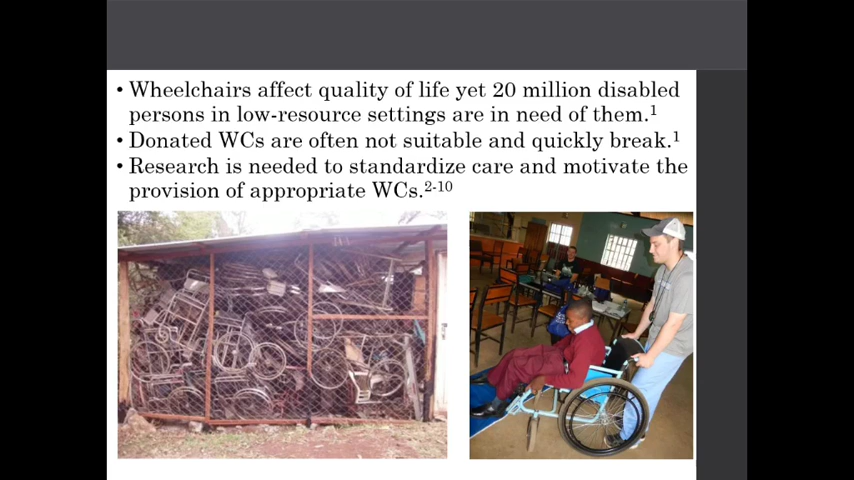 • Wheelchairs affect quality of life yet 20 million disabled
persons in low-resource settings are in need of them.¹
• Donated WCs are often not suitable and quickly break.¹
• Research is needed to standardize care and motivate the
provision of appropriate WCs.²⁻¹⁰